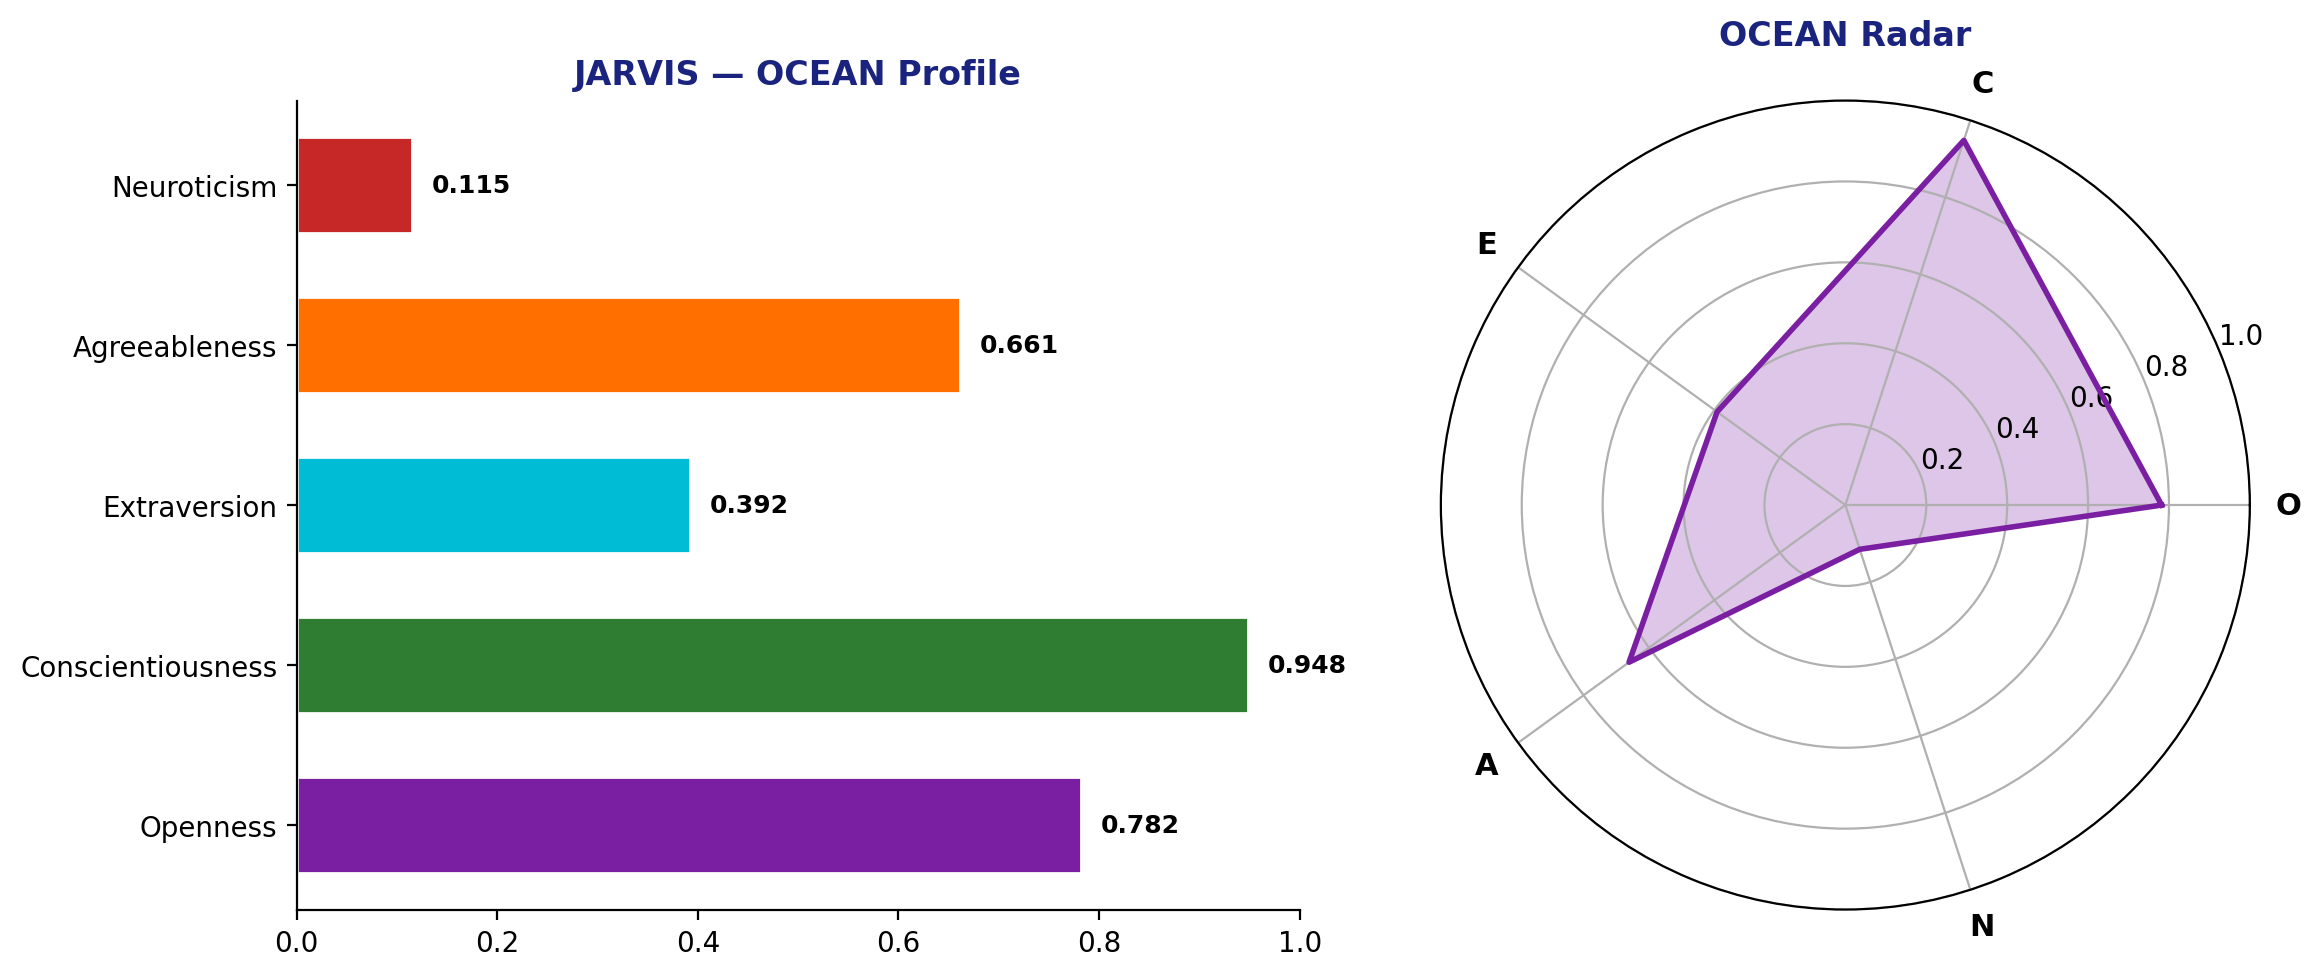 JARVIS — OCEAN Profile
Neuroticism
0.115
Agreeableness
0.661
Extraversion
0.392
Conscientiousness
0.948
Openness
0.782
0.0 0.2 0.4 0.6 0.8 1.0
OCEAN Radar
C
E
1.0
0.8
0.6
0.4
0.2
O
A
N